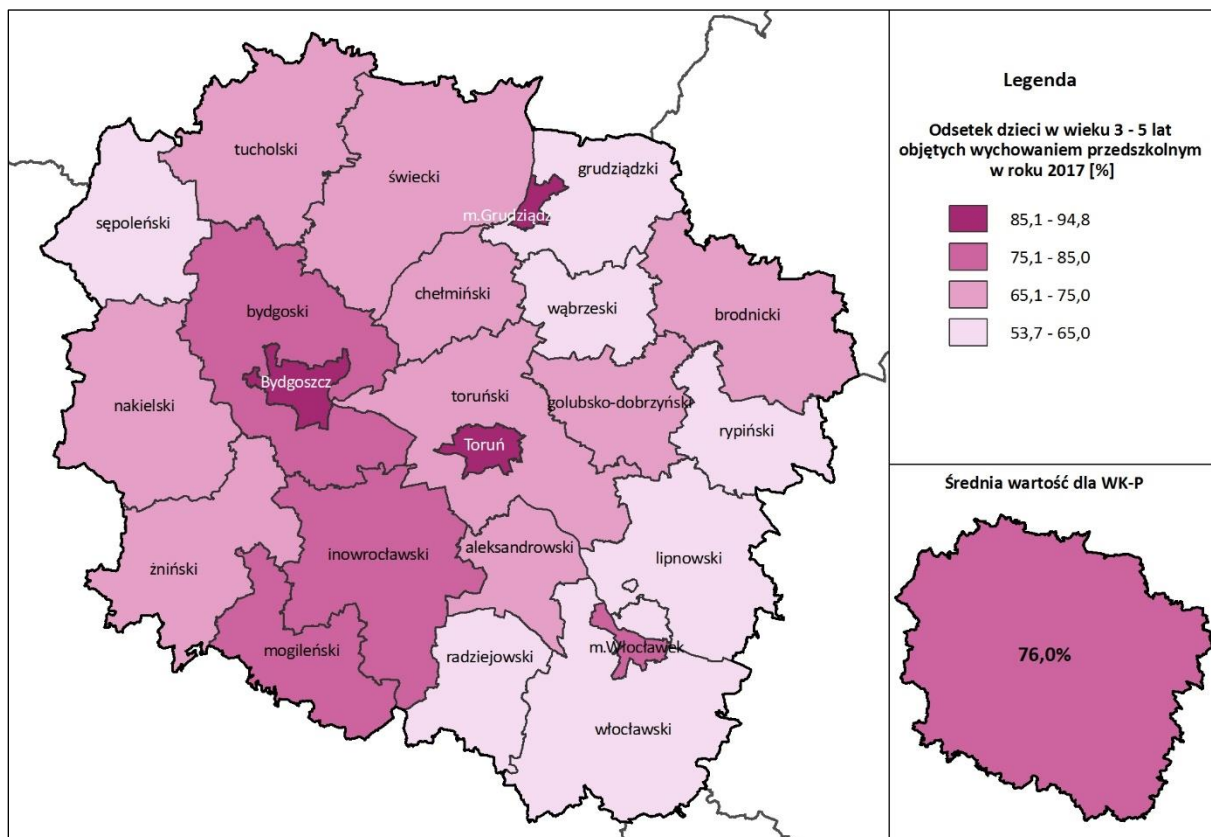 tucholski
świecki
grudziądzki
m.Grudziądz
sępoleński
chełmiński
wąbrzeski
brodnicki
bydgoski
Bydgoszcz
nakielski
toruński
golubsko-dobrzyński
rypiński
Toruń
inowrocławski
aleksandrowski
lipnowski
żniński
mogileński
radziejowski
m.Włocławek
włocławski
Legenda
Odsetek dzieci w wieku 3 - 5 lat
objętych wychowaniem przedszkolnym
w roku 2017 [%]
85,1 - 94,8
75,1 - 85,0
65,1 - 75,0
53,7 - 65,0
Średnia wartość dla WK-P
76,0%